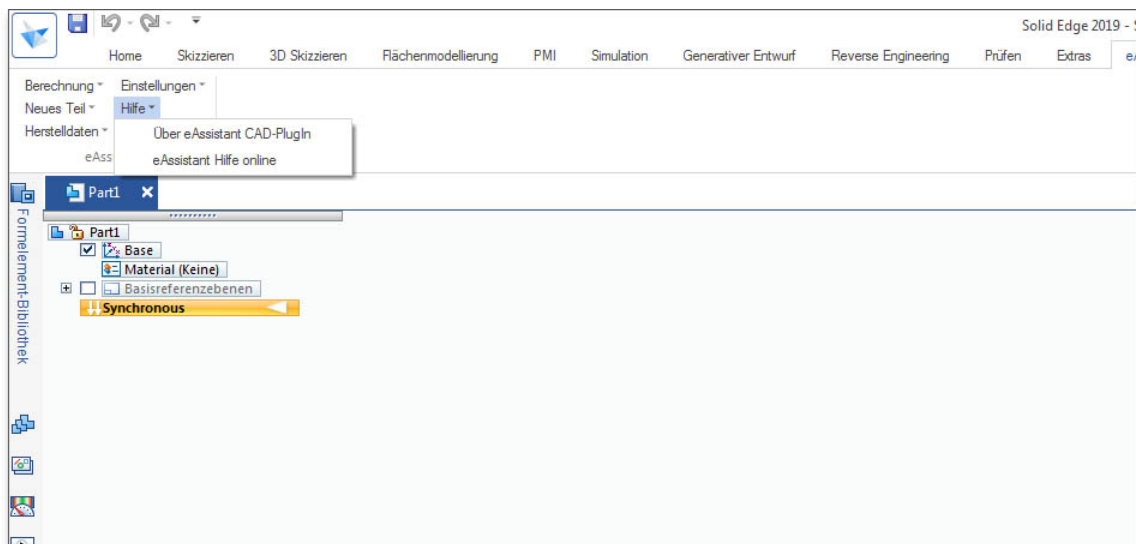 Solid Edge 2019 - S
Home Skizzieren 3D Skizzieren Flächenmodellierung PMI Simulation Generativer Entwurf Reverse Engineering Prüfen Extras eA
Berechnung Einstellungen
Neues Teil Hilfe
Herstelldaten Über eAssistant CAD-PlugIn
eAss eAssistant Hilfe online
Part1
Formelement-Bibliothek
Part1
Base
Material (Keine)
Basisreferenzebenen
Synchronous